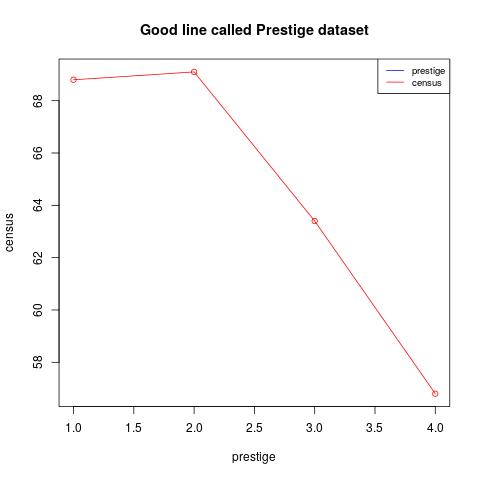 Good line called Prestige dataset
prestige
census
68
66
64
62
60
58
census
1.0 1.5 2.0 2.5 3.0 3.5 4.0
prestige